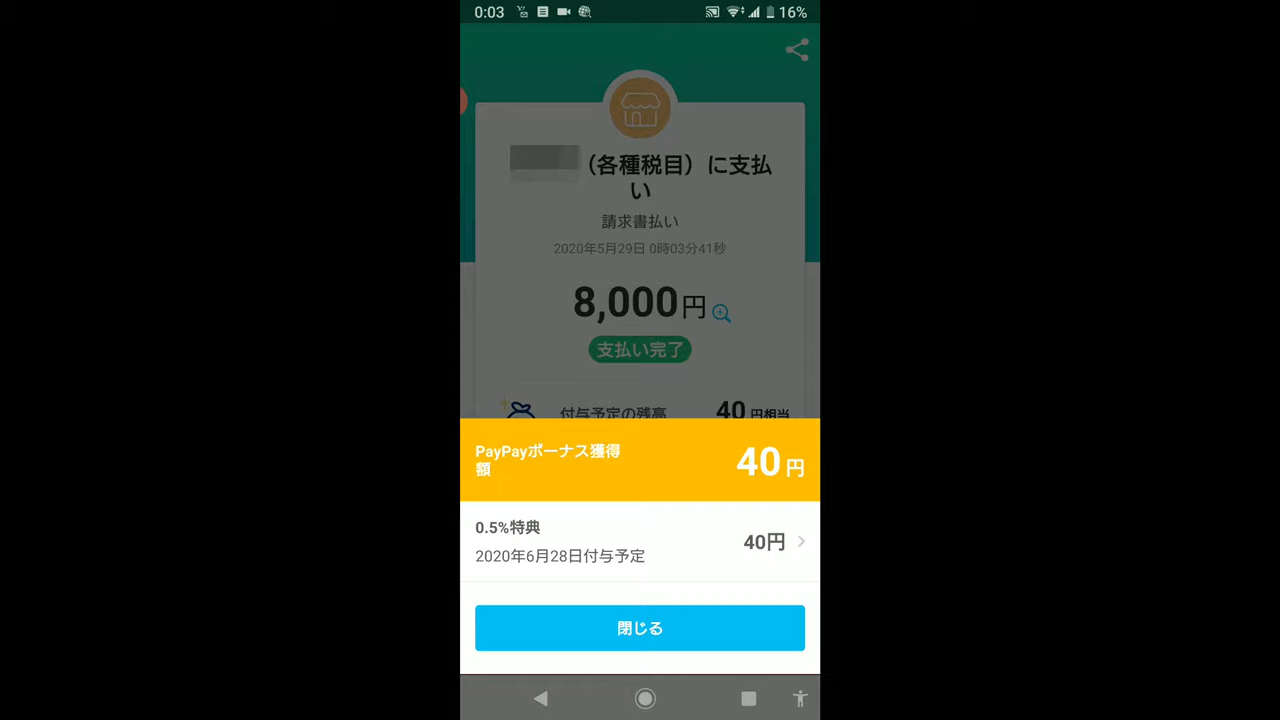 0:03
16%
（各種税目）に支払
い
請求書払い
2020年5月29日 0時03分41秒
8,000円
支払い完了
付与予定の残高 40 円相当
PayPayボーナス獲得
額
40 円
0.5%特典
2020年6月28日付与予定
40円
閉じる